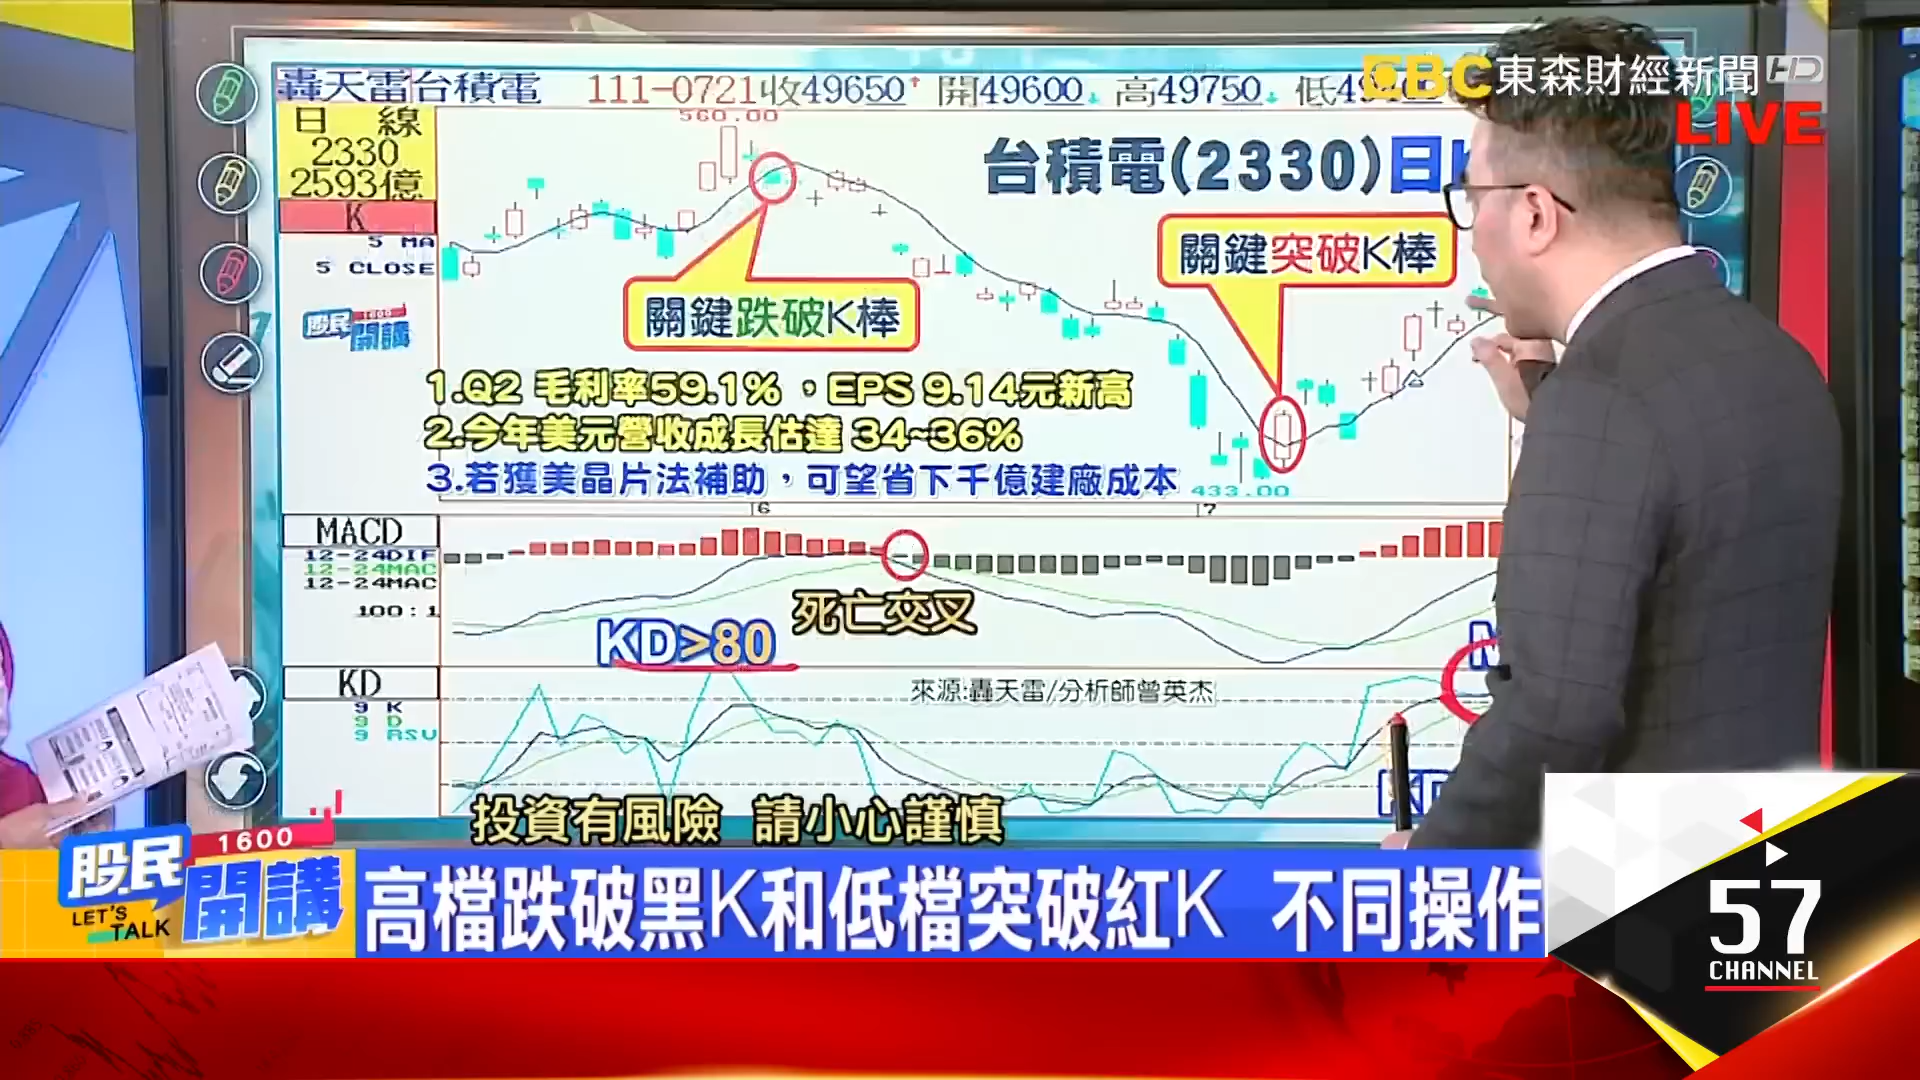 轟天雷台積電 111-0721收49650 開49600 高49750 低49
EBC東森財經新聞HD
LIVE
日 線
2330
2593億
K
5 MA
5 CLOSE
股民開講
1600
560.00
台積電(2330)日
關鍵跌破K棒
關鍵突破K棒
1.Q2 毛利率59.1%,EPS 9.14元新高
2.今年美元營收成長估達 34~36%
3.若獲美晶片法補助,可望省下千億建廠成本
433.00
6
7
MACD
12-24DIF
12-24MAC
12-24MAC
100:1
死亡交叉
KD>80
KD
9 K
9 D
9 RSV
來源:轟天雷/分析師曾英杰
KD
投資有風險 請小心謹慎
股民開講
1600
LET'S TALK
高檔跌破黑K和低檔突破紅K 不同操作
57
CHANNEL